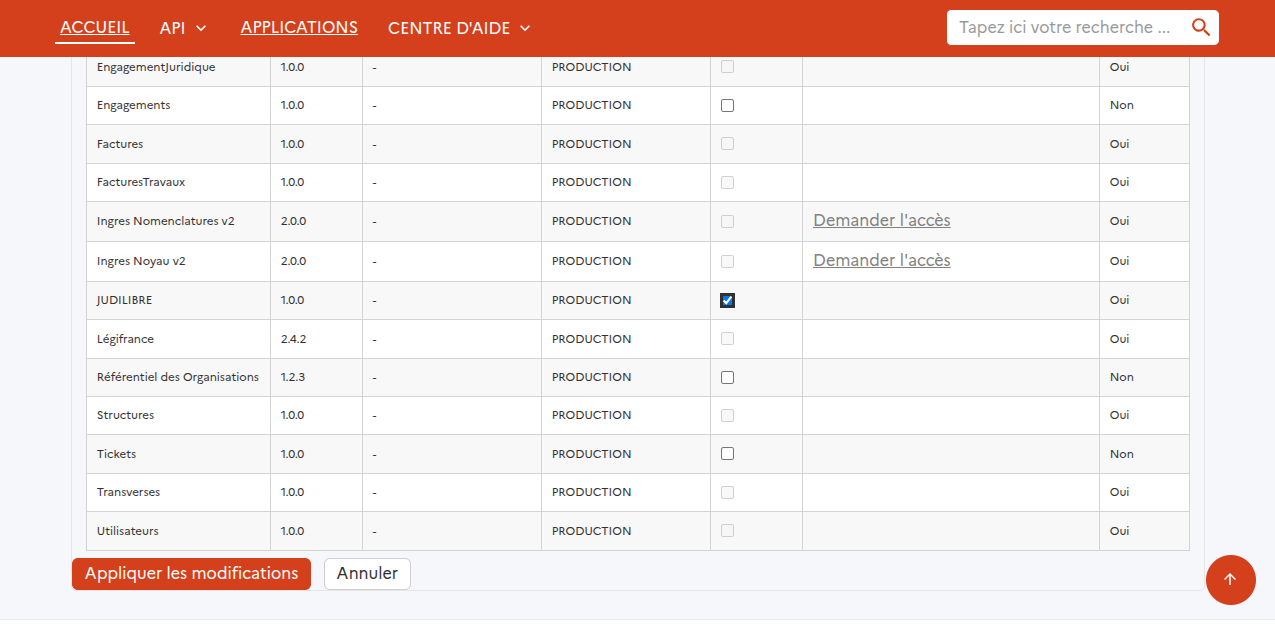 ACCUEIL API APPLICATIONS CENTRE D'AIDE Tapez ici votre recherche ...
EngagementJuridique 1.0.0 - PRODUCTION Oui
Engagements 1.0.0 - PRODUCTION Non
Factures 1.0.0 - PRODUCTION Oui
FacturesTravaux 1.0.0 - PRODUCTION Oui
Ingres Nomenclatures v2 2.0.0 - PRODUCTION Demander l'accès Oui
Ingres Noyau v2 2.0.0 - PRODUCTION Demander l'accès Oui
JUDILIBRE 1.0.0 - PRODUCTION Oui
Légifrance 2.4.2 - PRODUCTION Oui
Référentiel des Organisations 1.2.3 - PRODUCTION Non
Structures 1.0.0 - PRODUCTION Oui
Tickets 1.0.0 - PRODUCTION Non
Transverses 1.0.0 - PRODUCTION Oui
Utilisateurs 1.0.0 - PRODUCTION Oui
Appliquer les modifications Annuler